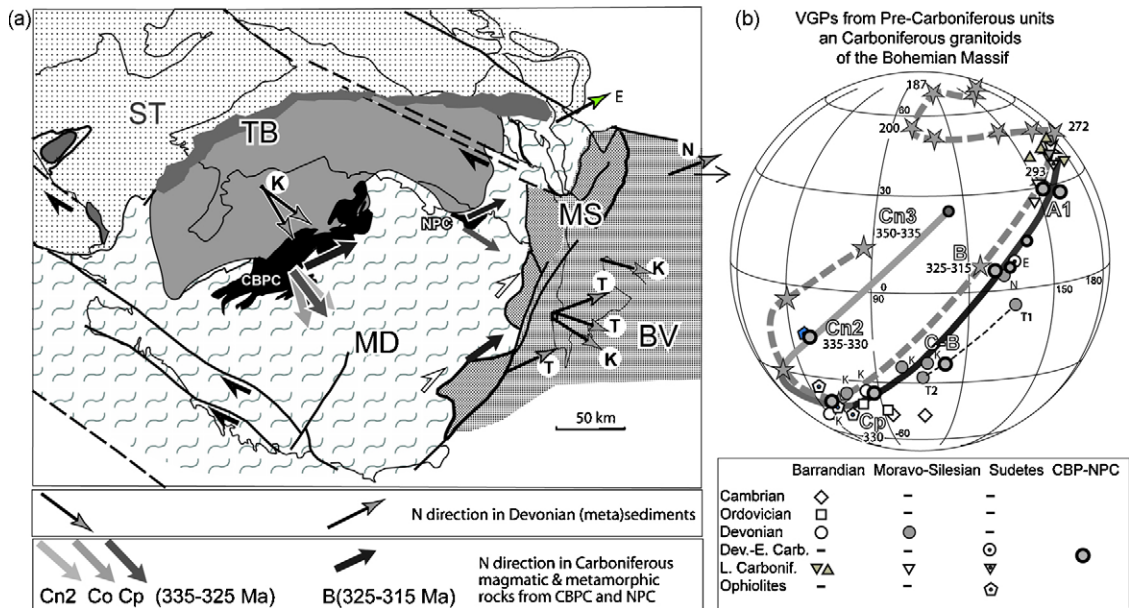 (a)
ST
TB
E
N
K
NPC
MS
CBPC
K
T
MD
T
BV
K
T
50 km
N direction in Devonian (meta)sediments
N direction in Carboniferous
magmatic & metamorphic
rocks from CBPC and NPC
Cn2 Co Cp (335-325 Ma) B(325-315 Ma)
(b)
VGPs from Pre-Carboniferous units
an Carboniferous granitoids
of the Bohemian Massif
187
60
200
272
293
30
A1
Cn3
350-335
B
325-315
E
N
180
0
90
150
T1
Cn2
335-330
C-B
K
K
K
T2
K
K
Cp
330
-60
Barrandian Moravo-Silesian Sudetes CBP-NPC
Cambrian – –
Ordovician – –
Devonian –
Dev.-E. Carb. – –
L. Carbonif.
Ophiolites – –